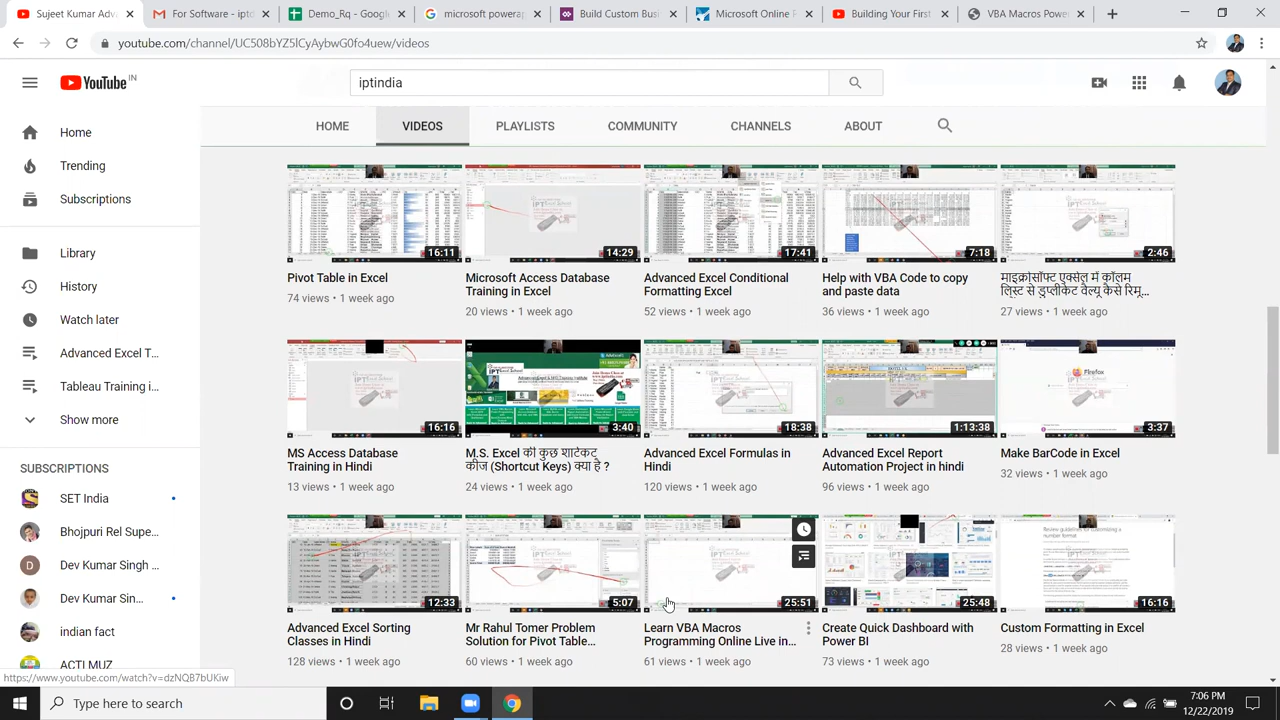 Sujeet Kumar Adv
For Software - iptd
Demo_Rq - Google
microsoft powerap
Build Custom Busi
Microsoft Online P
Building Your First
VBA Macros Powe
youtube.com/channel/UC508bYZ5lCyAybwG0fo4uew/videos
YouTube IN
iptindia
HOME
VIDEOS
PLAYLISTS
COMMUNITY
CHANNELS
ABOUT
Home
Trending
Subscriptions
Library
History
Watch later
Advanced Excel T...
Tableau Training i...
Show more
SUBSCRIPTIONS
SET India
Bhojpuri Rel Supe...
Dev Kumar Singh...
Dev Kumar Sin...
indian fact
ACTI MUZ
16:11
14:29
17:41
7:18
2:46
Pivot Table in Excel
74 views • 1 week ago
Microsoft Access Database
Training in Excel
20 views • 1 week ago
Advanced Excel Conditional
Formatting Excel
52 views • 1 week ago
Help with VBA Code to copy
and paste data
36 views • 1 week ago
माइक्रोसॉफ्ट एक्सेल में कॉलम
लिस्ट से डुप्लीकेट वैल्यू कैसे रिमू...
27 views • 1 week ago
16:16
3:40
18:38
1:13:38
3:37
MS Access Database
Training in Hindi
13 views • 1 week ago
M.S. Excel की कुछ शार्टकट
कीज (Shortcut Keys) क्या है ?
24 views • 1 week ago
Advanced Excel Formulas in
Hindi
120 views • 1 week ago
Advanced Excel Report
Automation Project in hindi
96 views • 1 week ago
Make BarCode in Excel
32 views • 1 week ago
12:33
5:07
25:51
25:48
16:16
Advanced Excel Sorting
Classes in Hindi
128 views • 1 week ago
Mr Rahul Tomer Problem
Solution for Pivot Table...
60 views • 1 week ago
Learn VBA Macros
Programming Online Live in...
61 views • 1 week ago
Create Quick Dashboard with
Power BI
73 views • 1 week ago
Custom Formatting in Excel
28 views • 1 week ago
https://www.youtube.com/watch?v=dzNQB7bUKiw
Type here to search
7:06 PM
12/22/2019